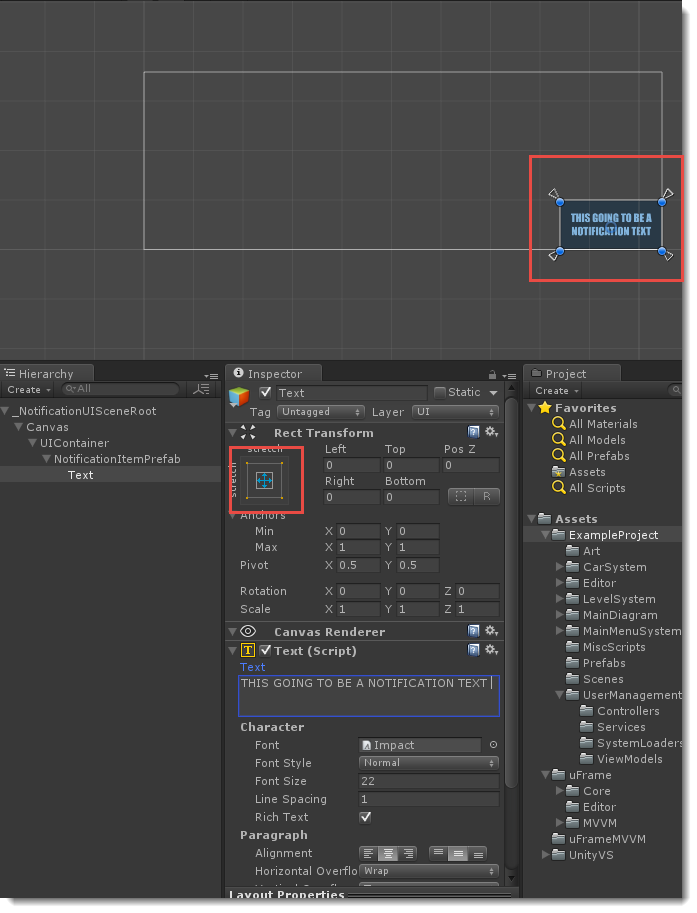 THIS GOING TO BE A
NOTIFICATION TEXT
Hierarchy
Create
All
_NotificationUISceneRoot
Canvas
UIContainer
NotificationItemPrefab
Text
Inspector
Text
Static
Tag Untagged Layer UI
Rect Transform
stretch
stretch
Left Top Pos Z
0 0 0
Right Bottom
0 0 R
Anchors
Min X 0 Y 0
Max X 1 Y 1
Pivot X 0.5 Y 0.5
Rotation X 0 Y 0 Z 0
Scale X 1 Y 1 Z 1
Canvas Renderer
Text (Script)
Text
THIS GOING TO BE A NOTIFICATION TEXT
Character
Font Impact
Font Style Normal
Font Size 22
Line Spacing 1
Rich Text
Paragraph
Alignment
Horizontal Overflo Wrap
Layout Properties
Project
Create
Favorites
All Materials
All Models
All Prefabs
Assets
All Scripts
Assets
ExampleProject
Art
CarSystem
Editor
LevelSystem
MainDiagram
MainMenuSystem
MiscScripts
Prefabs
Scenes
UserManagement
Controllers
Services
SystemLoaders
ViewModels
uFrame
Core
Editor
MVVM
uFrameMVVM
UnityVS